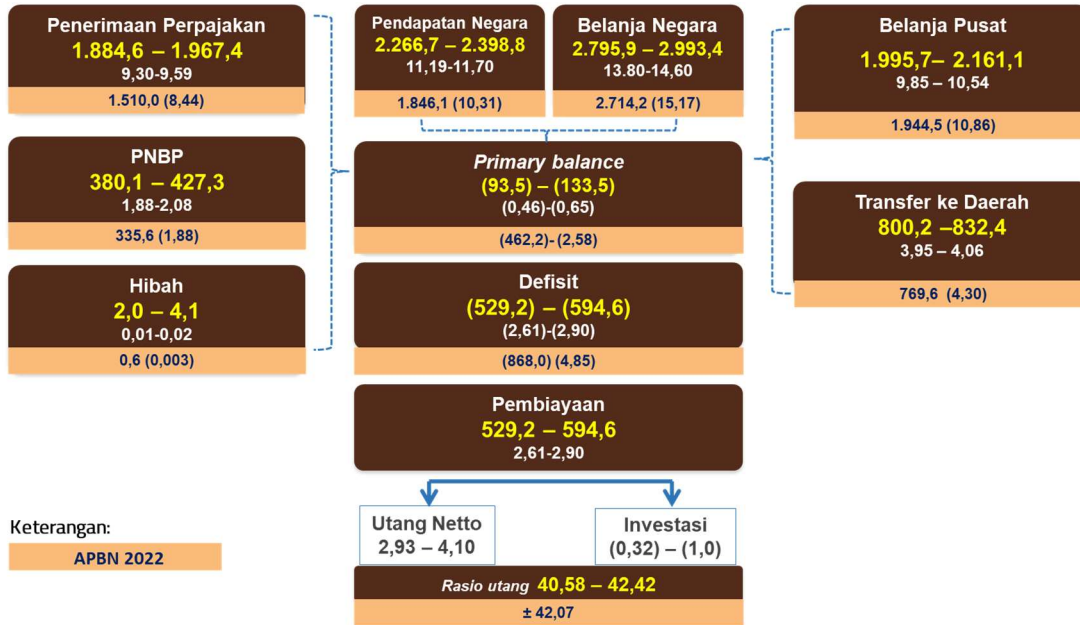 Penerimaan Perpajakan
1.884,6 – 1.967,4
9,30-9,59
1.510,0 (8,44)
PNBP
380,1 – 427,3
1,88-2,08
335,6 (1,88)
Hibah
2,0 – 4,1
0,01-0,02
0,6 (0,003)
Pendapatan Negara
2.266,7 – 2.398,8
11,19-11,70
1.846,1 (10,31)
Belanja Negara
2.795,9 – 2.993,4
13.80-14,60
2.714,2 (15,17)
Primary balance
(93,5) – (133,5)
(0,46)-(0,65)
(462,2)- (2,58)
Defisit
(529,2) – (594,6)
(2,61)-(2,90)
(868,0) (4,85)
Pembiayaan
529,2 – 594,6
2,61-2,90
Utang Netto
2,93 – 4,10
Investasi
(0,32) – (1,0)
Rasio utang 40,58 – 42,42
± 42,07
Belanja Pusat
1.995,7– 2.161,1
9,85 – 10,54
1.944,5 (10,86)
Transfer ke Daerah
800,2 –832,4
3,95 – 4,06
769,6 (4,30)
Keterangan:
APBN 2022